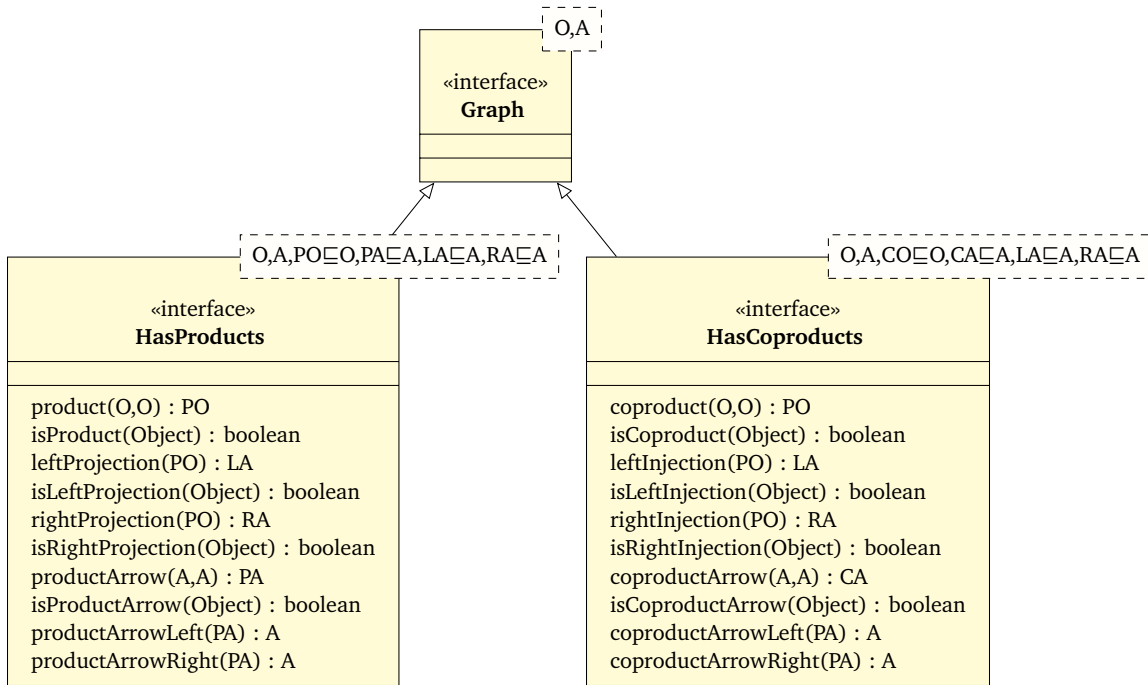 O,A
«interface»
Graph
O,A,PO⊑O,PA⊑A,LA⊑A,RA⊑A
«interface»
HasProducts
product(O,O) : PO
isProduct(Object) : boolean
leftProjection(PO) : LA
isLeftProjection(Object) : boolean
rightProjection(PO) : RA
isRightProjection(Object) : boolean
productArrow(A,A) : PA
isProductArrow(Object) : boolean
productArrowLeft(PA) : A
productArrowRight(PA) : A
O,A,CO⊑O,CA⊑A,LA⊑A,RA⊑A
«interface»
HasCoproducts
coproduct(O,O) : PO
isCoproduct(Object) : boolean
leftInjection(PO) : LA
isLeftInjection(Object) : boolean
rightInjection(PO) : RA
isRightInjection(Object) : boolean
coproductArrow(A,A) : CA
isCoproductArrow(Object) : boolean
coproductArrowLeft(PA) : A
coproductArrowRight(PA) : A